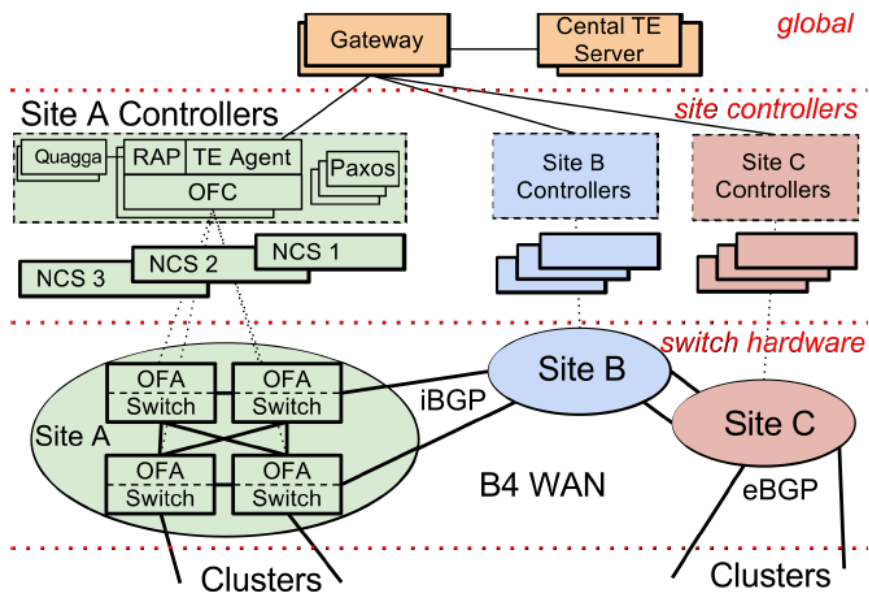 global
Gateway
Cental TE
Server
site controllers
Site A Controllers
Quagga
RAP
TE Agent
Paxos
OFC
Site B
Controllers
Site C
Controllers
NCS 1
NCS 2
NCS 3
switch hardware
OFA
Switch
OFA
Switch
Site B
iBGP
Site A
Site C
OFA
Switch
OFA
Switch
B4 WAN
eBGP
Clusters
Clusters